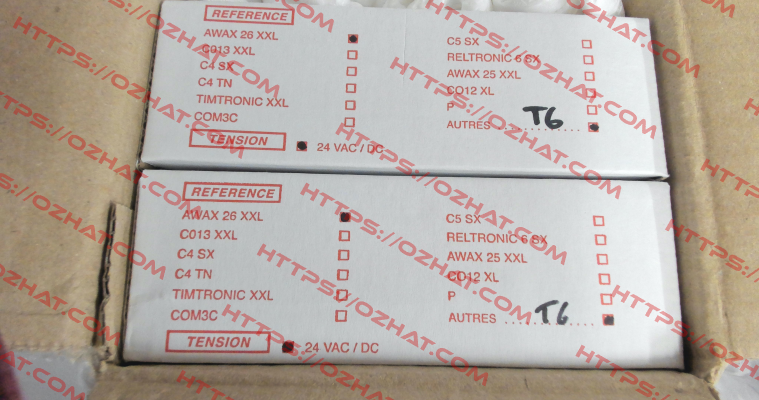 REFERENCE
AWAX 26 XXL
C013 XXL
C4 SX
C4 TN
TIMTRONIC XXL
COM3C
TENSION
24 VAC / DC
C5 SX
RELTRONIC 6 SX
AWAX 25 XXL
CO12 XL
P
AUTRES ............. T6
REFERENCE
AWAX 26 XXL
C013 XXL
C4 SX
C4 TN
TIMTRONIC XXL
COM3C
TENSION
24 VAC / DC
C5 SX
RELTRONIC 6 SX
AWAX 25 XXL
CO12 XL
P
AUTRES ............. T6
HTTPS://OZHAT.COM